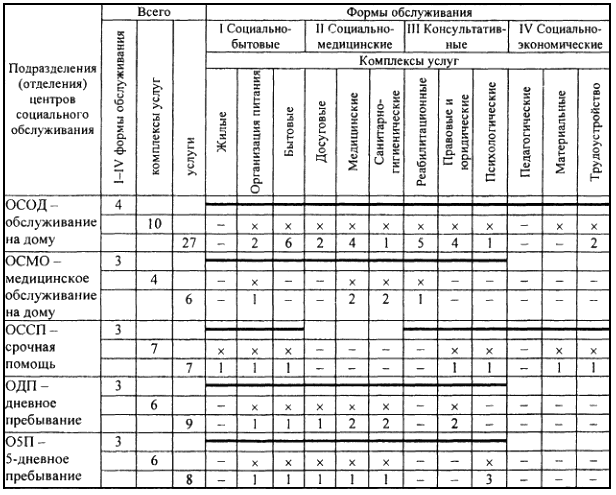 Всего Формы обслуживания
I Социально- II Социально- III Консультатив- IV Социально-
бытовые медицинские ные экономические
Комплексы услуг
Подразделения
(отделения)
центров
социального
обслуживания
I–IV формы обслуживания
комплексы услуг
услуги
Жилые
Организация питания
Бытовые
Досуговые
Медицинские
Санитарно-
гигиенические
Реабилитационные
Правовые и
юридические
Психологические
Педагогические
Материальные
Трудоустройство
ОСОД – 4
обслуживание 10 – × × × × × × × × – × ×
на дому 27 – 2 6 2 4 1 5 4 1 – – 2
ОСМО – 3
медицинское 4 – × – – × × × – – – – –
обслуживание
на дому 6 – 1 – – 2 2 1 – – – – –
ОССП – 3
срочная 7 × × × – – – – × × – × ×
помощь 7 1 1 1 – – – – 1 1 – 1 1
ОДП – 3
дневное 6 – × × × × × – × – – – –
пребывание 9 – 1 1 1 2 2 – 2 – – – –
О5П – 3
5-дневное 6 – × × × × × – – × – – –
пребывание 8 – 1 1 1 1 1 – – 3 – – –